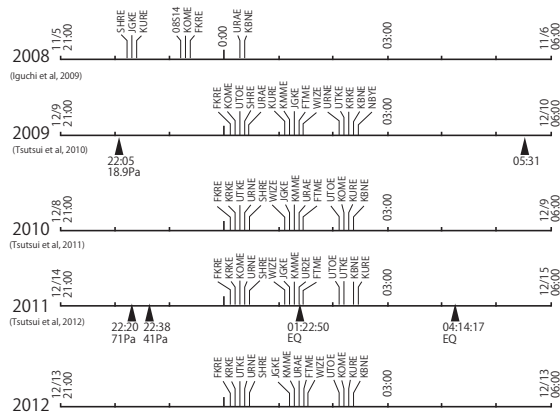 11/5 21:00 SHRE JGKE KURE 08S14 KOME FKRE 0:00 URAE KBNE 03:00 11/6 06:00
2008
(Iguchi et al, 2009)
12/9 21:00 FKRE KOME UTOE SHRE URAE KURE KMME JGKE FTME WIZE URNE UTKE KRKE KBNE NBYE 03:00 12/10 06:00
2009
(Tsutsui et al, 2010)
22:05
18.9Pa
05:31
12/8 21:00 FKRE KRKE UTKE URNE SHRE WIZE JGKE KMME URAE FTME UTOE KOME KURE KBNE 03:00 12/9 06:00
2010
(Tsutsui et al, 2011)
12/14 21:00 FKRE KRKE KOME URNE SHRE WIZE JGKE KMME URZE FTME UTOE UTKE KBNE KURE 03:00 12/15 06:00
2011
(Tsutsui et al, 2012)
22:20
71Pa
22:38
41Pa
01:22:50
EQ
04:14:17
EQ
12/13 21:00 FKRE KRKE UTKE URNE SHRE JGKE KMME URAE FTME WIZE UTOE KOME KURE KBNE 03:00 12/13 06:00
2012